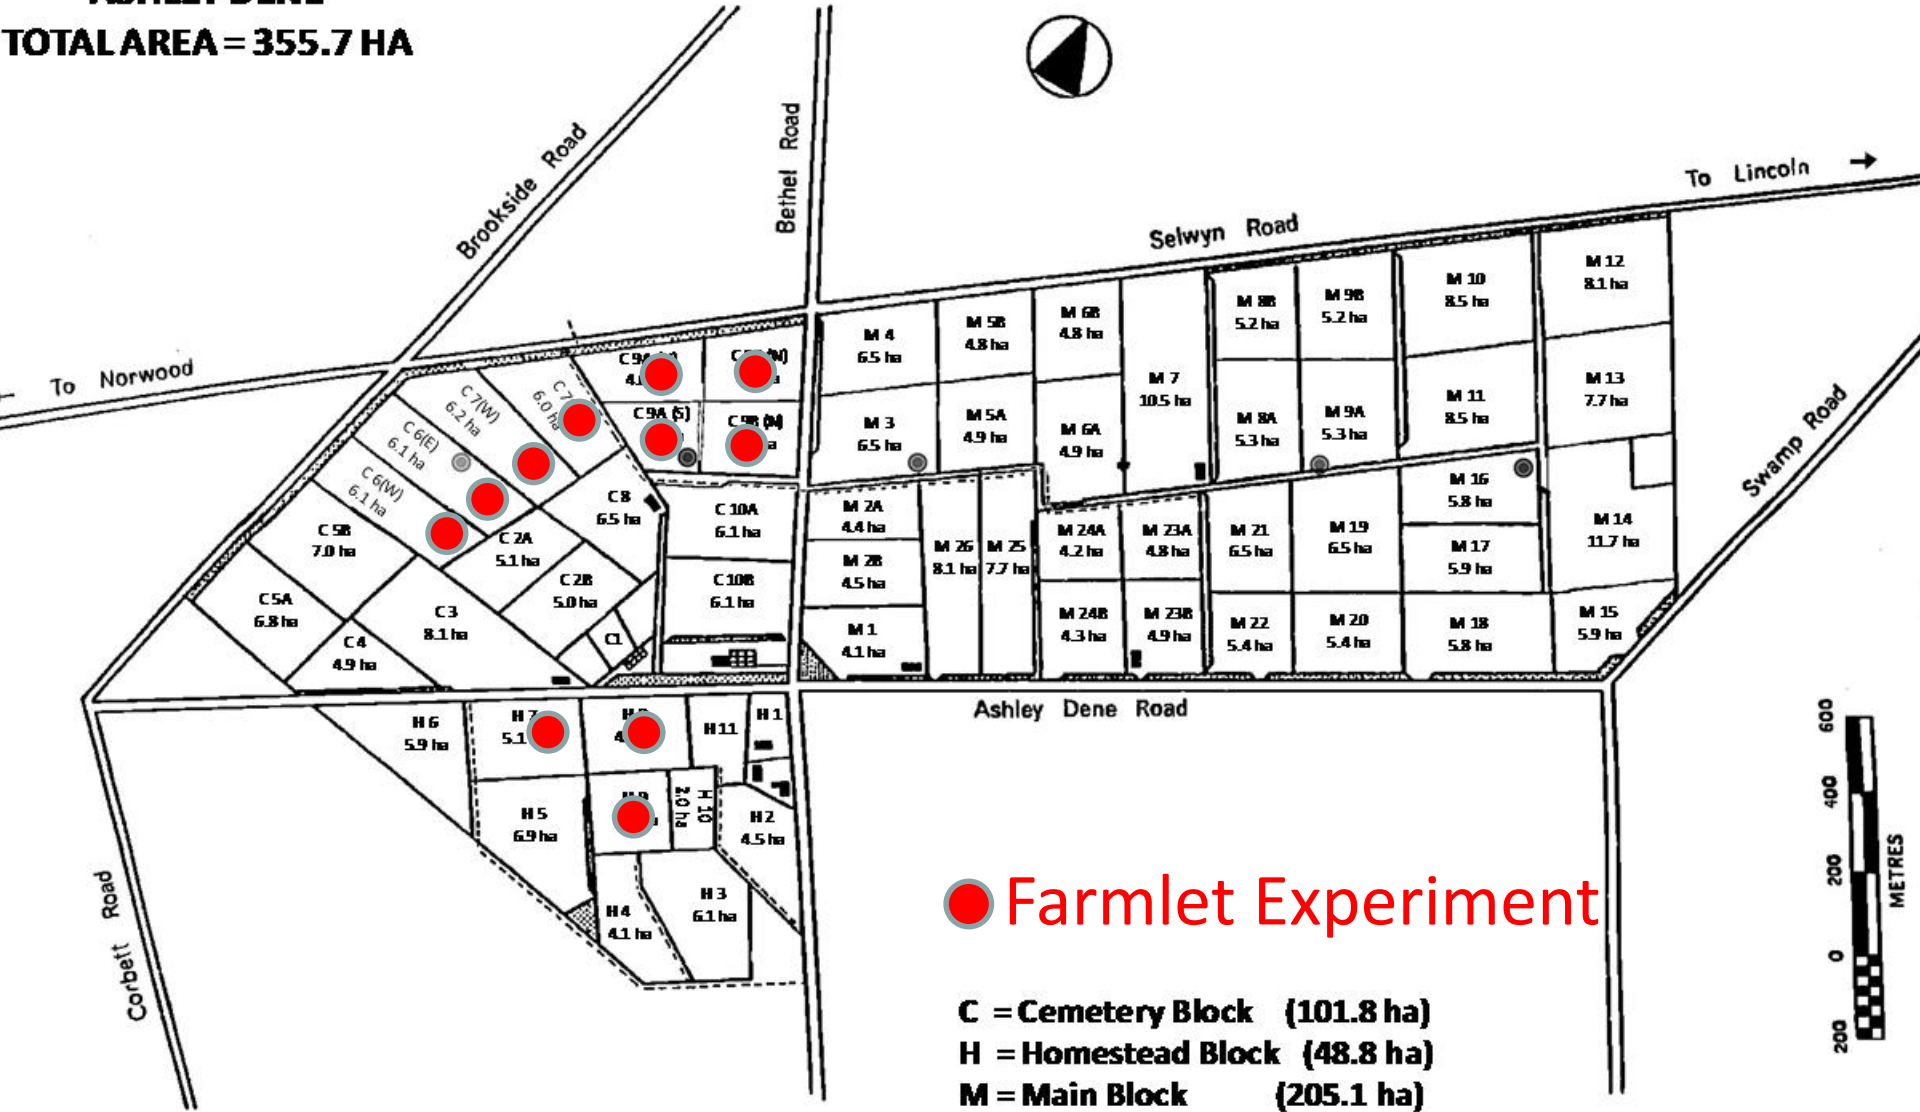 TOTAL AREA = 355.7 HA
Brookside Road
Bethel Road
To Lincoln
Selwyn Road
To Norwood
Swamp Road
Corbett Road
Ashley Dene Road
C 7(W)
6.2 ha
C 7
6.0 ha
C 6(E)
6.1 ha
C 6(W)
6.1 ha
C 5B
7.0 ha
C 5A
6.8 ha
C 4
4.9 ha
C 3
8.1 ha
C 2A
5.1 ha
C 2B
5.0 ha
C1
C 8
6.5 ha
C 9A
C 9A (S)
C 10A
6.1 ha
C 10B
6.1 ha
M 4
6.5 ha
M 3
6.5 ha
M 5B
4.8 ha
M 5A
4.9 ha
M 6B
4.8 ha
M 6A
4.9 ha
M 7
10.5 ha
M 8B
5.2 ha
M 8A
5.3 ha
M 9B
5.2 ha
M 9A
5.3 ha
M 10
8.5 ha
M 11
8.5 ha
M 12
8.1 ha
M 13
7.7 ha
M 2A
4.4 ha
M 2B
4.5 ha
M 1
4.1 ha
M 26
8.1 ha
M 25
7.7 ha
M 24A
4.2 ha
M 24B
4.3 ha
M 23A
4.8 ha
M 23B
4.9 ha
M 21
6.5 ha
M 22
5.4 ha
M 19
6.5 ha
M 20
5.4 ha
M 16
5.8 ha
M 17
5.9 ha
M 18
5.8 ha
M 14
11.7 ha
M 15
5.9 ha
H 6
5.9 ha
H 7
5.1
H 11
H 1
H 5
6.9 ha
H 10
2.0 ha
H 2
4.5 ha
H 3
6.1 ha
H 4
4.1 ha
Farmlet Experiment
C = Cemetery Block (101.8 ha)
H = Homestead Block (48.8 ha)
M = Main Block (205.1 ha)
600
400
200
0
200
METRES